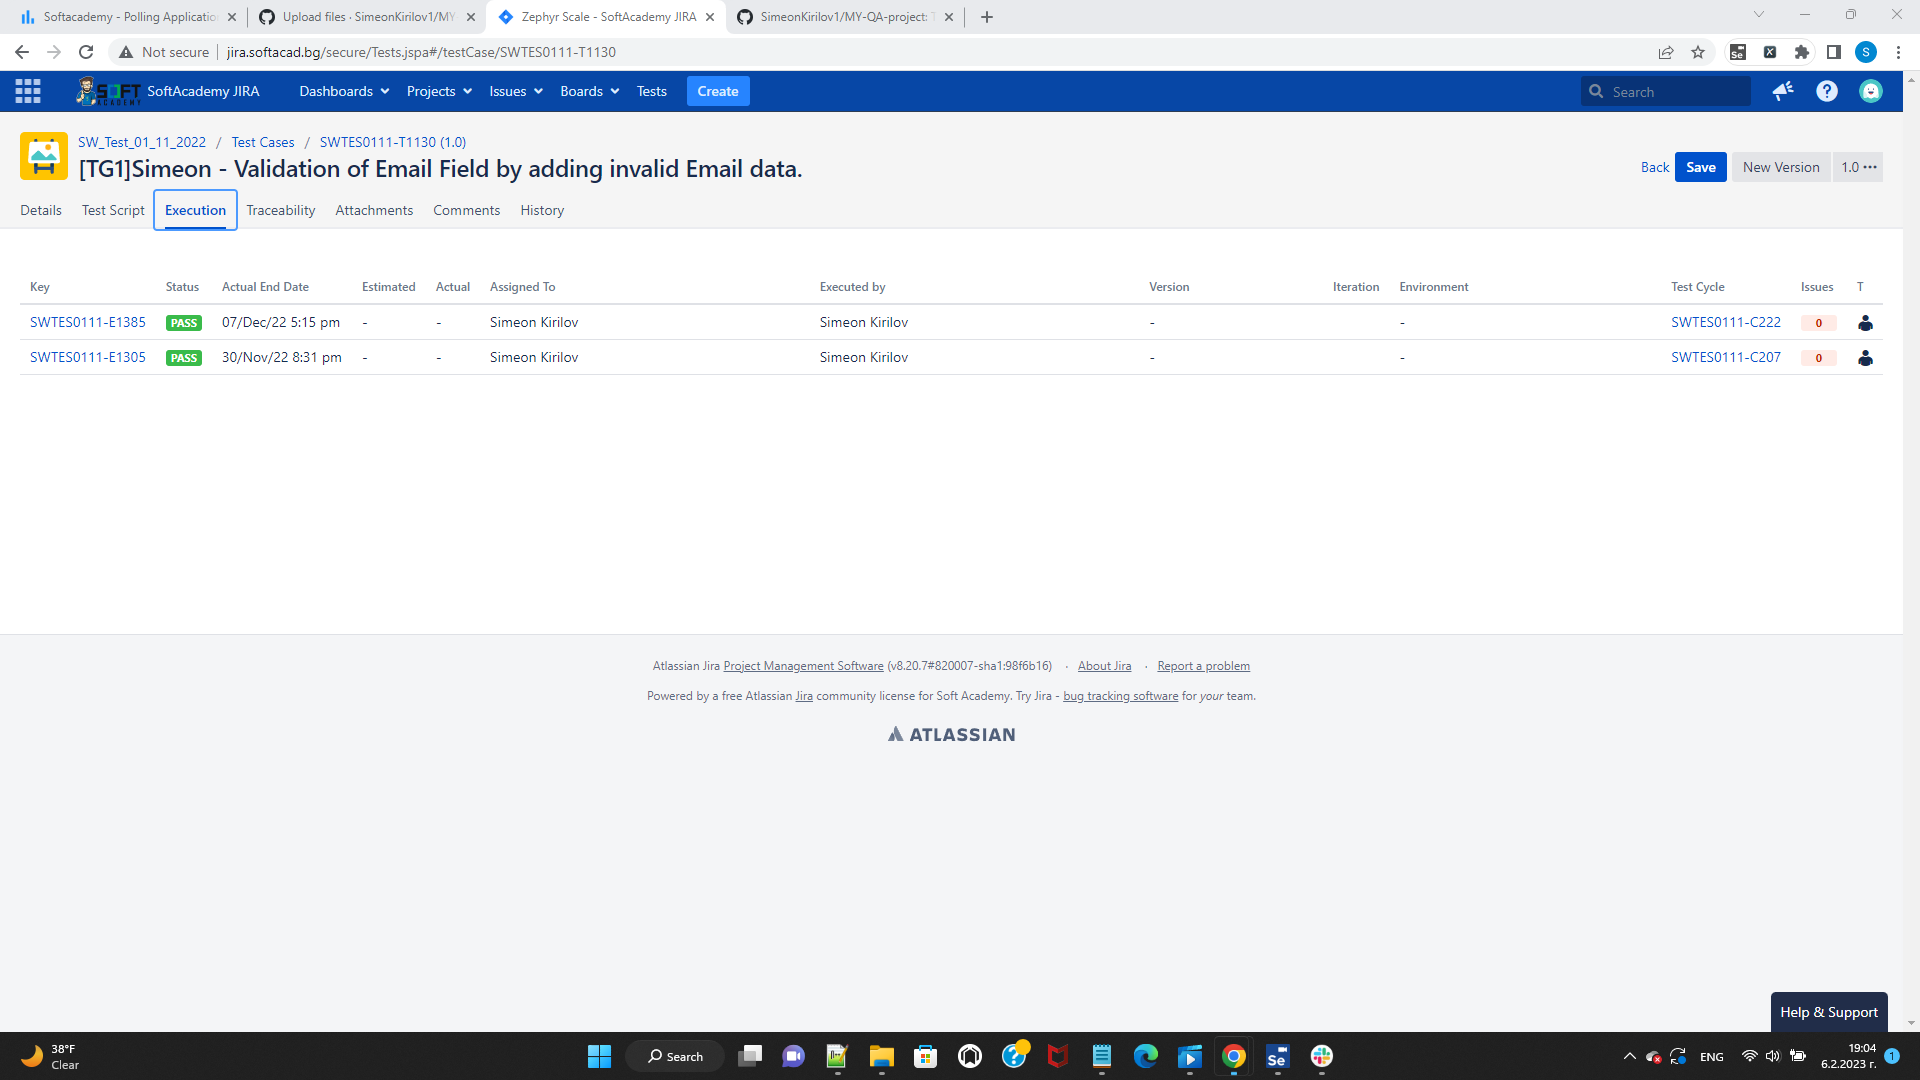 Softacademy - Polling Application
Upload files · SimeonKirilov1/MY
Zephyr Scale - SoftAcademy JIRA
SimeonKirilov1/MY-QA-project: T
Not secure
jira.softacad.bg/secure/Tests.jspa#/testCase/SWTES0111-T1130
Se
X
S
SOFT ACADEMY
SoftAcademy JIRA
Dashboards
Projects
Issues
Boards
Tests
Create
Search
SW_Test_01_11_2022 / Test Cases / SWTES0111-T1130 (1.0)
[TG1]Simeon - Validation of Email Field by adding invalid Email data.
Back
Save
New Version
1.0 •••
Details
Test Script
Execution
Traceability
Attachments
Comments
History
Key Status Actual End Date Estimated Actual Assigned To Executed by Version Iteration Environment Test Cycle Issues T
SWTES0111-E1385 PASS 07/Dec/22 5:15 pm - - Simeon Kirilov Simeon Kirilov - - SWTES0111-C222 0
SWTES0111-E1305 PASS 30/Nov/22 8:31 pm - - Simeon Kirilov Simeon Kirilov - - SWTES0111-C207 0
Atlassian Jira Project Management Software (v8.20.7#820007-sha1:98f6b16) · About Jira · Report a problem
Powered by a free Atlassian Jira community license for Soft Academy. Try Jira - bug tracking software for your team.
ATLASSIAN
Help & Support
38°F
Clear
Search
Se
ENG
19:04
6.2.2023 г.
1